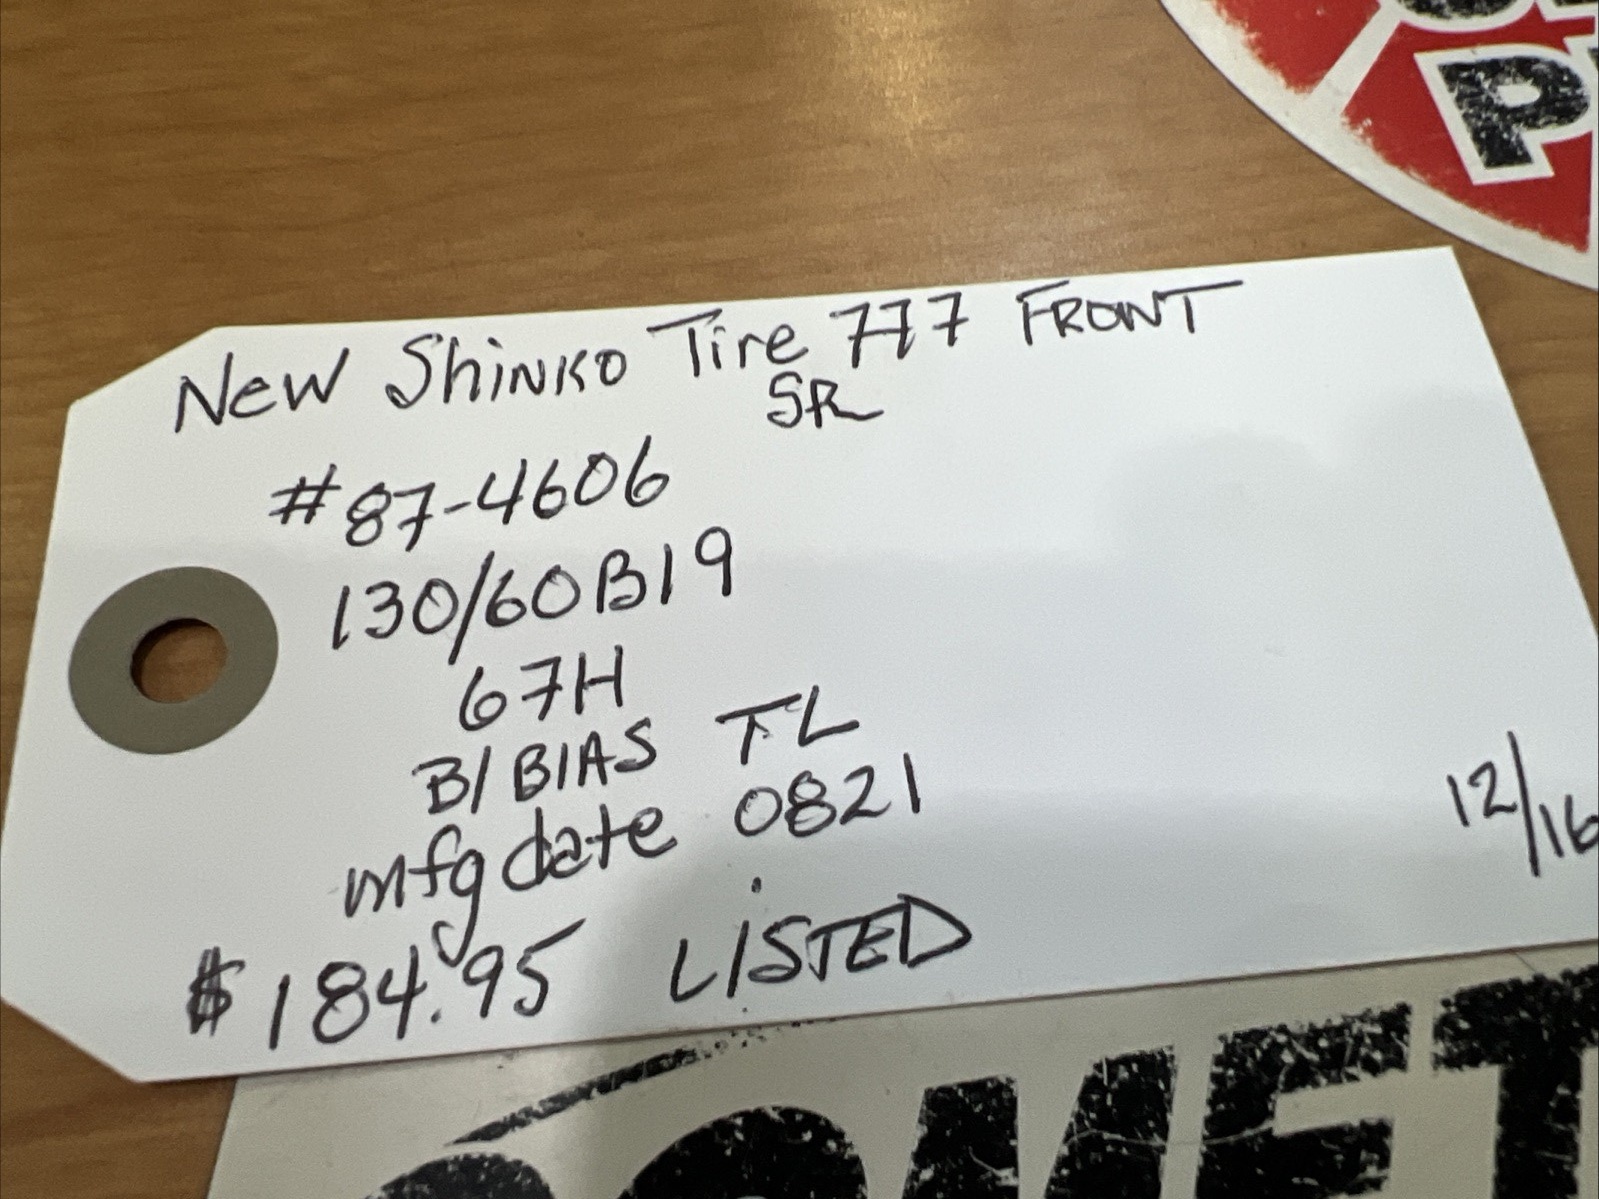 New Shinko Tire 777 FRONT
SR
#87-4606
130/60B19
67H
B/BIAS TL
mfg date 0821
$184.95 LISTED
12/16